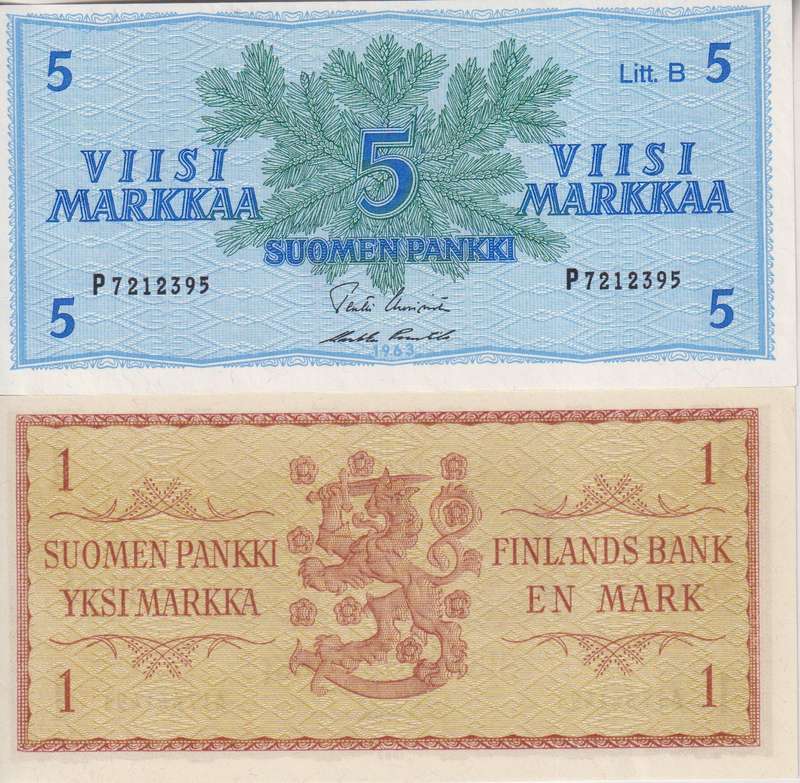 5 Litt. B 5
5
VIISI VIISI
MARKKAA MARKKAA
SUOMEN PANKKI
P7212395 P7212395
5 5
1963
1 1
SUOMEN PANKKI FINLANDS BANK
YKSI MARKKA EN MARK
1 1